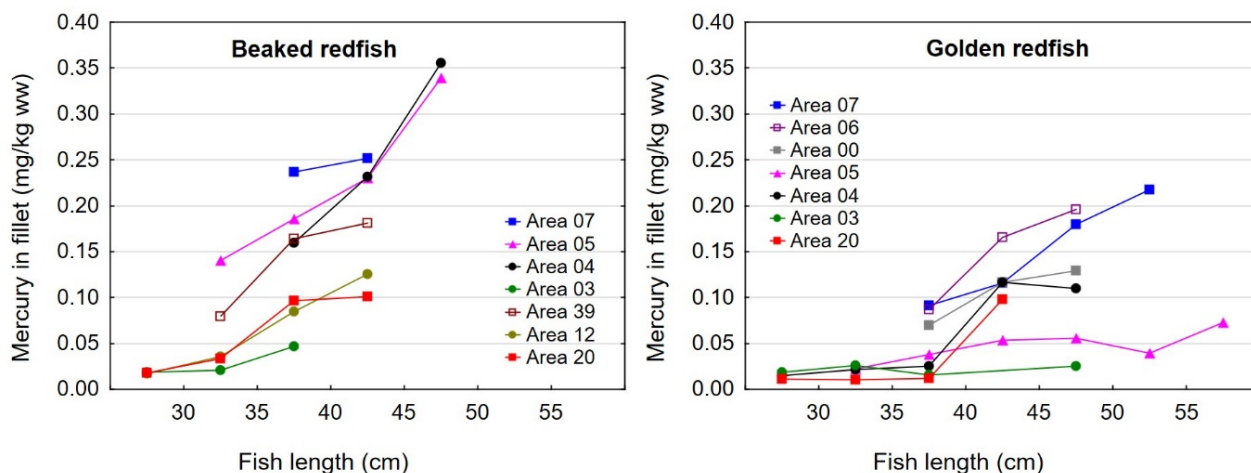 Beaked redfish
Mercury in fillet (mg/kg ww)
0.40
0.35
0.30
0.25
0.20
0.15
0.10
0.05
0.00
Area 07
Area 05
Area 04
Area 03
Area 39
Area 12
Area 20
30 35 40 45 50 55
Fish length (cm)
Golden redfish
Mercury in fillet (mg/kg ww)
0.40
0.35
0.30
0.25
0.20
0.15
0.10
0.05
0.00
Area 07
Area 06
Area 00
Area 05
Area 04
Area 03
Area 20
30 35 40 45 50 55
Fish length (cm)